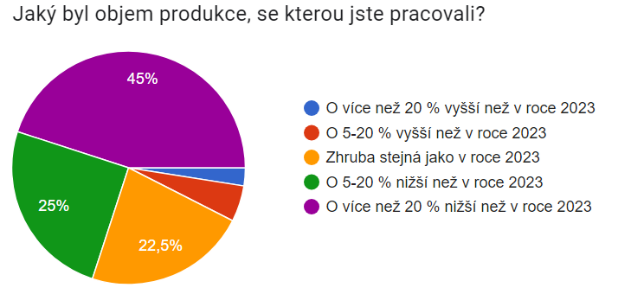 Jaký byl objem produkce, se kterou jste pracovali?
45%
25%
22,5%
O více než 20 % vyšší než v roce 2023
O 5-20 % vyšší než v roce 2023
Zhruba stejná jako v roce 2023
O 5-20 % nižší než v roce 2023
O více než 20 % nižší než v roce 2023